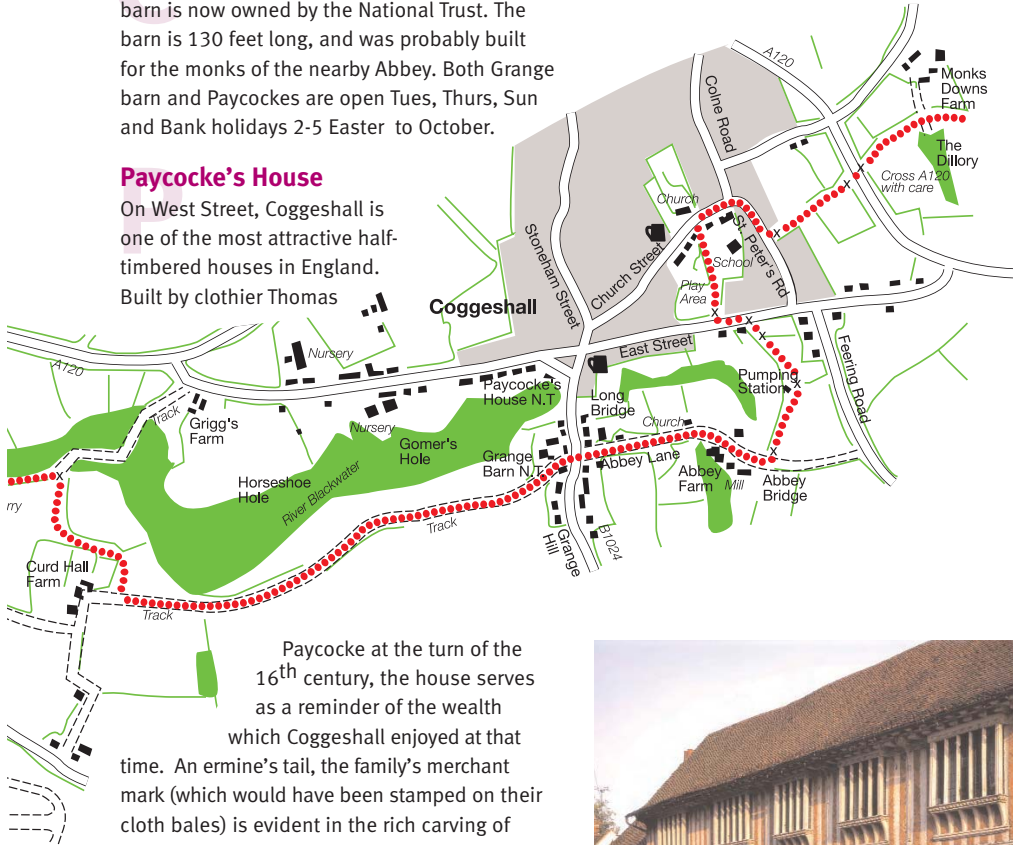 barn is now owned by the National Trust. The
barn is 130 feet long, and was probably built
for the monks of the nearby Abbey. Both Grange
barn and Paycockes are open Tues, Thurs, Sun
and Bank holidays 2-5 Easter to October.
P
Paycocke's House
On West Street, Coggeshall is
one of the most attractive half-
timbered houses in England.
Built by clothier Thomas
A120
Colne Road
Monks
Downs
Farm
The
Dillory
Cross A120
with care
x
x
Church
Stoneham Street
Church Street
St. Peter's Rd
School
x
Play
Area
Coggeshall
x
x
East Street
A120
Nursery
Track
Grigg's
Farm
Nursery
Paycocke's
House N.T
Long
Bridge
Pumping
Station
x
Feering Road
Gomer's
Hole
Church
Grange
Barn N.T
Abbey Lane
Abbey
Farm
Mill
x
Abbey
Bridge
Horseshoe
Hole
River Blackwater
Track
x
rry
Grange
Hill
B1024
Curd Hall
Farm
Track
Paycocke at the turn of the
16th century, the house serves
as a reminder of the wealth
which Coggeshall enjoyed at that
time. An ermine's tail, the family's merchant
mark (which would have been stamped on their
cloth bales) is evident in the rich carving of